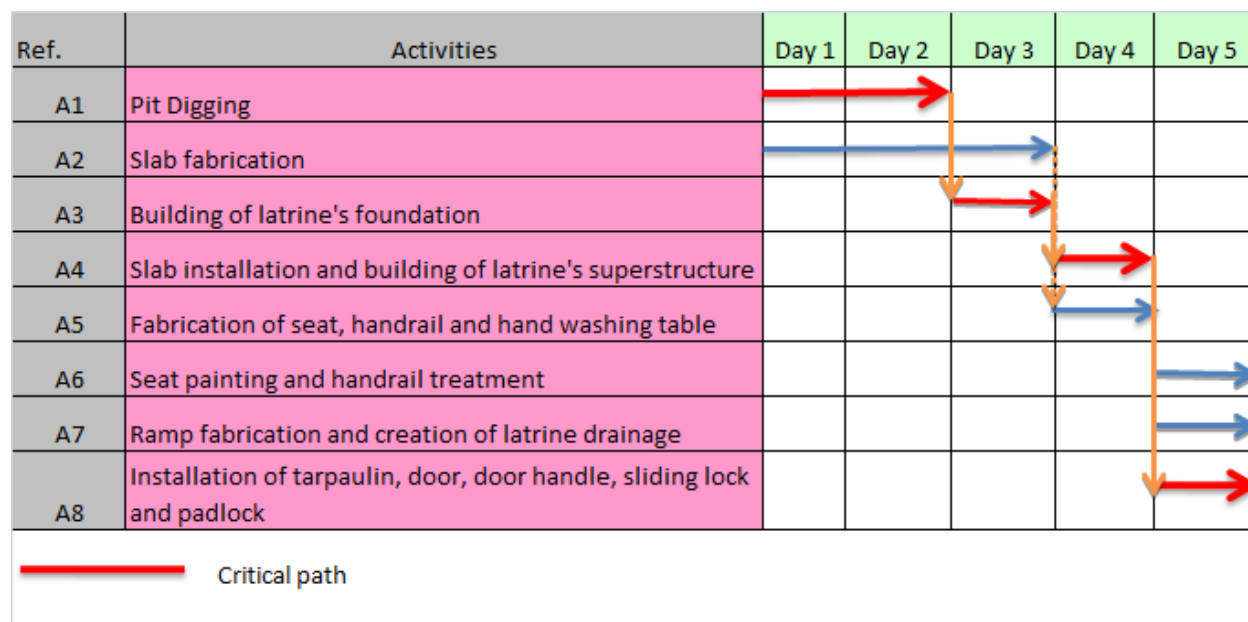 Ref. Activities Day 1 Day 2 Day 3 Day 4 Day 5
A1 Pit Digging
A2 Slab fabrication
A3 Building of latrine's foundation
A4 Slab installation and building of latrine's superstructure
A5 Fabrication of seat, handrail and hand washing table
A6 Seat painting and handrail treatment
A7 Ramp fabrication and creation of latrine drainage
Installation of tarpaulin, door, door handle, sliding lock
A8 and padlock
Critical path